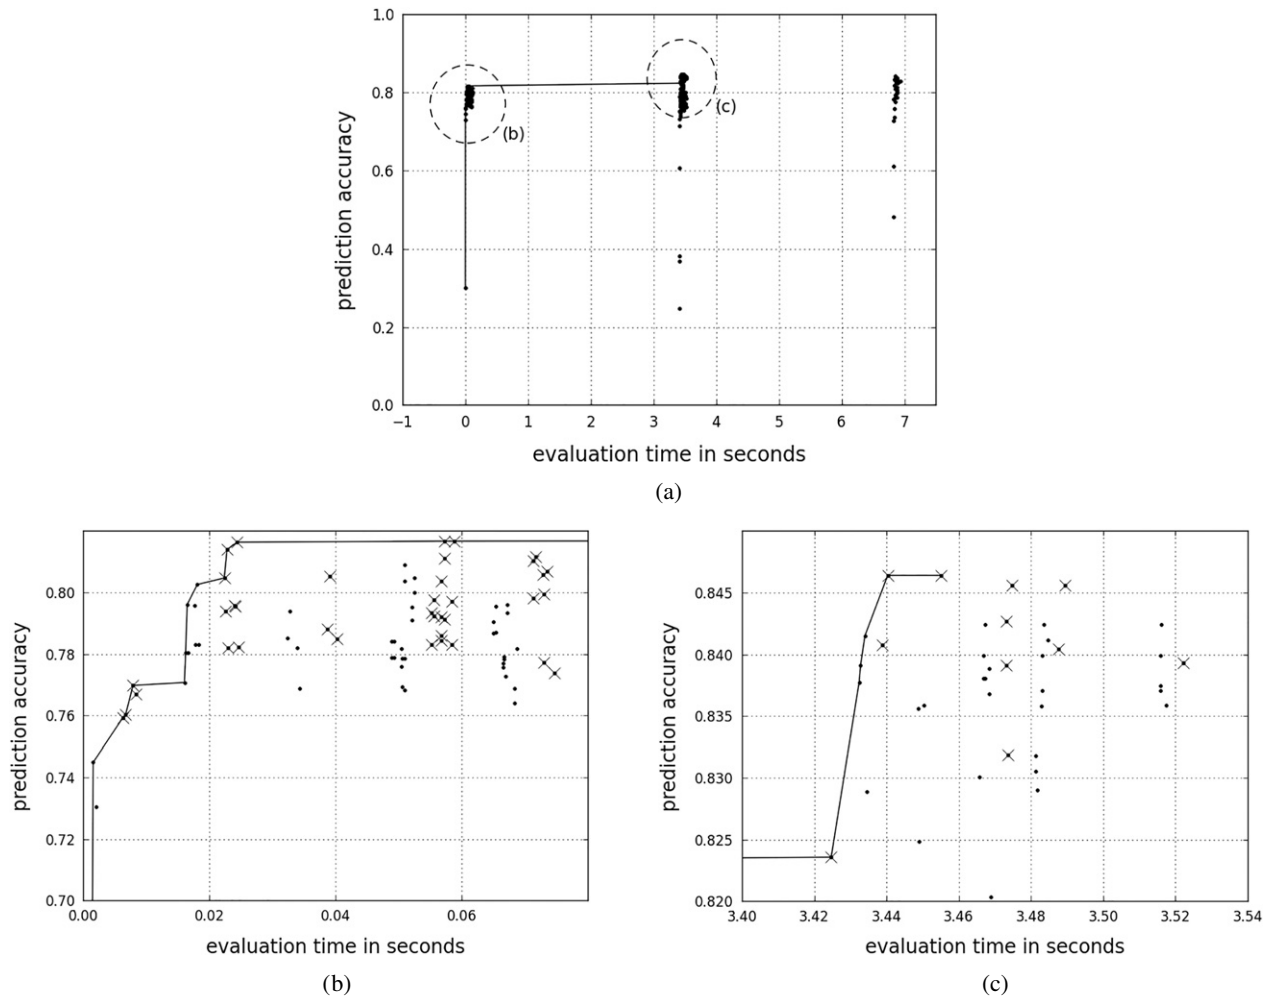 1.0
0.8
0.6
0.4
0.2
0.0
prediction accuracy
(b)
(c)
−1 0 1 2 3 4 5 6 7
evaluation time in seconds
(a)
0.80
0.78
0.76
0.74
0.72
0.70
prediction accuracy
0.00 0.02 0.04 0.06
evaluation time in seconds
(b)
0.845
0.840
0.835
0.830
0.825
0.820
prediction accuracy
3.40 3.42 3.44 3.46 3.48 3.50 3.52 3.54
evaluation time in seconds
(c)